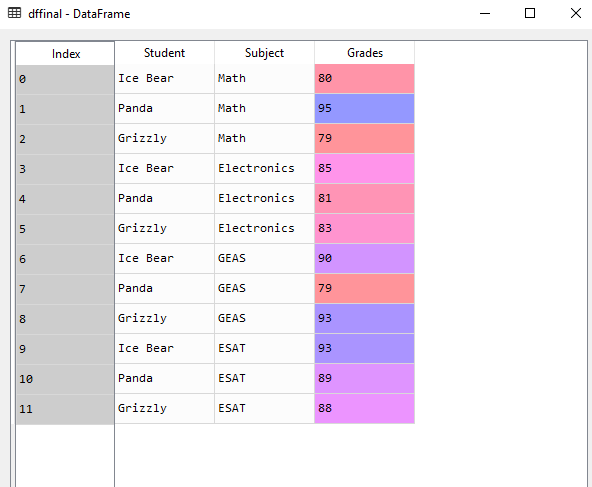 dffinal - DataFrame
Index Student Subject Grades
0 Ice Bear Math 80
1 Panda Math 95
2 Grizzly Math 79
3 Ice Bear Electronics 85
4 Panda Electronics 81
5 Grizzly Electronics 83
6 Ice Bear GEAS 90
7 Panda GEAS 79
8 Grizzly GEAS 93
9 Ice Bear ESAT 93
10 Panda ESAT 89
11 Grizzly ESAT 88